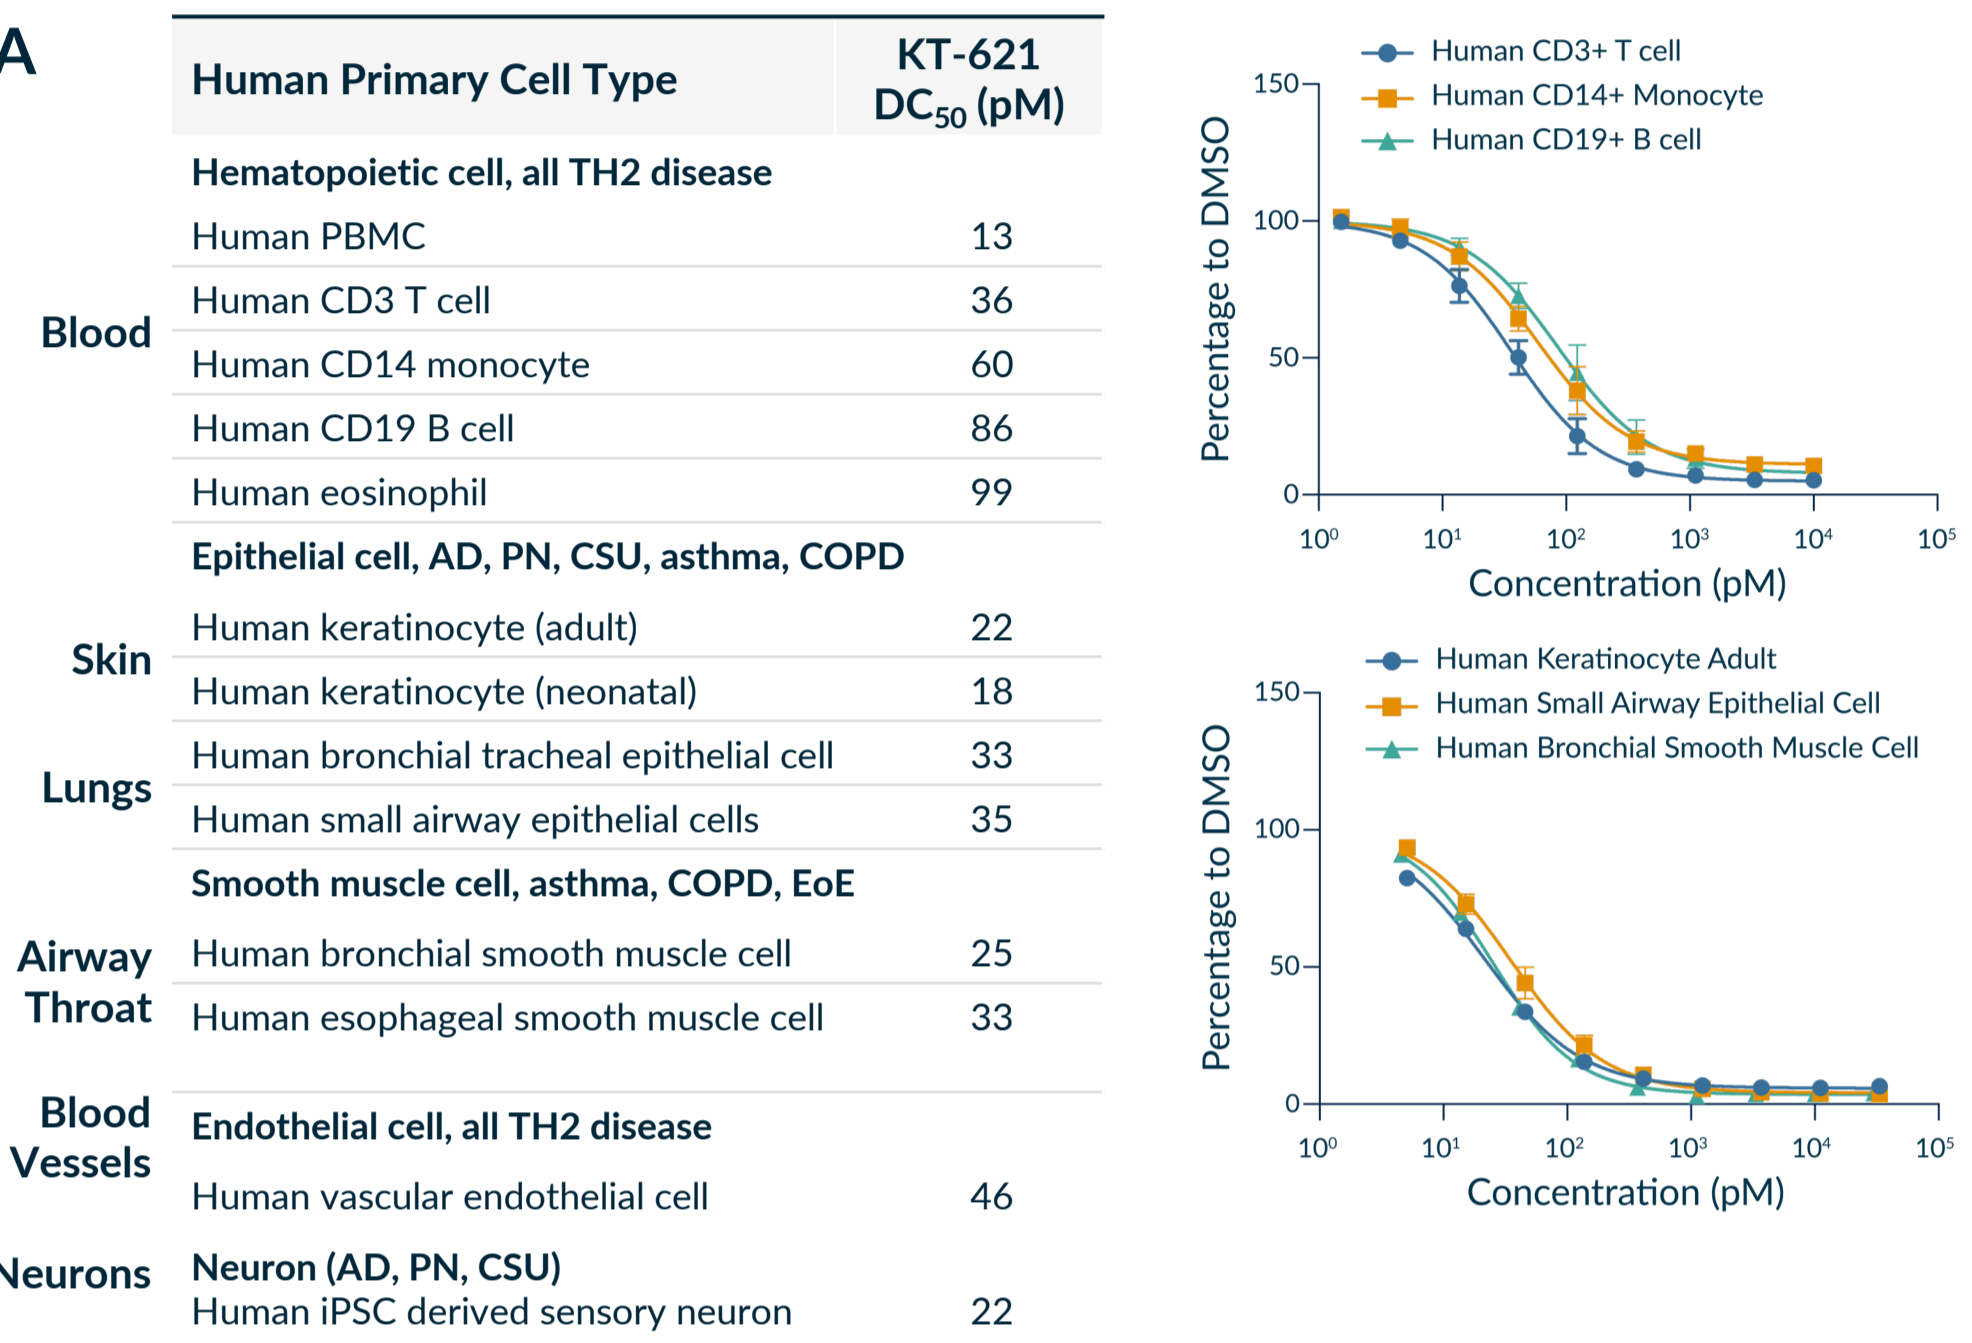 A
Human Primary Cell Type
KT-621
DC₅₀ (pM)
Hematopoietic cell, all TH2 disease
Blood
Human PBMC 13
Human CD3 T cell 36
Human CD14 monocyte 60
Human CD19 B cell 86
Human eosinophil 99
Epithelial cell, AD, PN, CSU, asthma, COPD
Skin
Human keratinocyte (adult) 22
Human keratinocyte (neonatal) 18
Lungs
Human bronchial tracheal epithelial cell 33
Human small airway epithelial cells 35
Smooth muscle cell, asthma, COPD, EoE
Airway
Throat
Human bronchial smooth muscle cell 25
Human esophageal smooth muscle cell 33
Blood
Vessels
Endothelial cell, all TH2 disease
Human vascular endothelial cell 46
Neurons
Neuron (AD, PN, CSU)
Human iPSC derived sensory neuron 22
Human CD3+ T cell
Human CD14+ Monocyte
Human CD19+ B cell
Percentage to DMSO
150
100
50
0
10⁰ 10¹ 10² 10³ 10⁴ 10⁵
Concentration (pM)
Human Keratinocyte Adult
Human Small Airway Epithelial Cell
Human Bronchial Smooth Muscle Cell
Percentage to DMSO
150
100
50
0
10⁰ 10¹ 10² 10³ 10⁴ 10⁵
Concentration (pM)